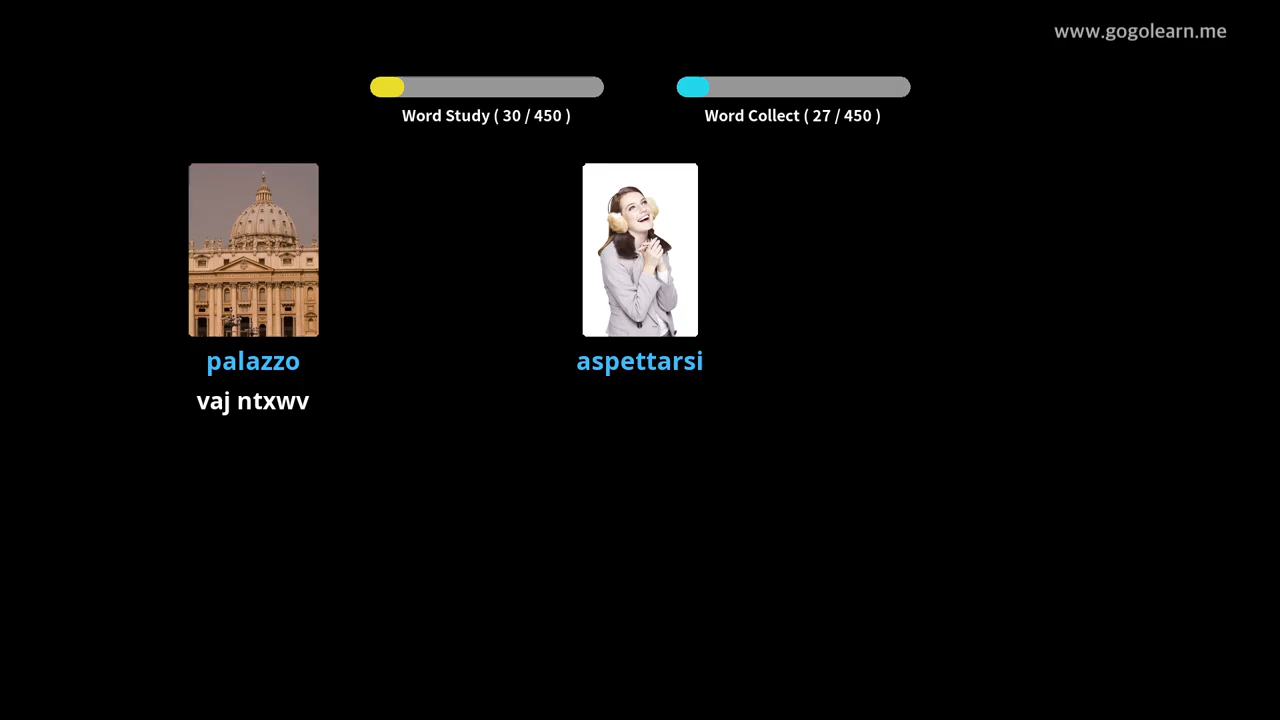 www.gogolearn.me
Word Study ( 30 / 450 )
Word Collect ( 27 / 450 )
palazzo
aspettarsi
vaj ntxwv